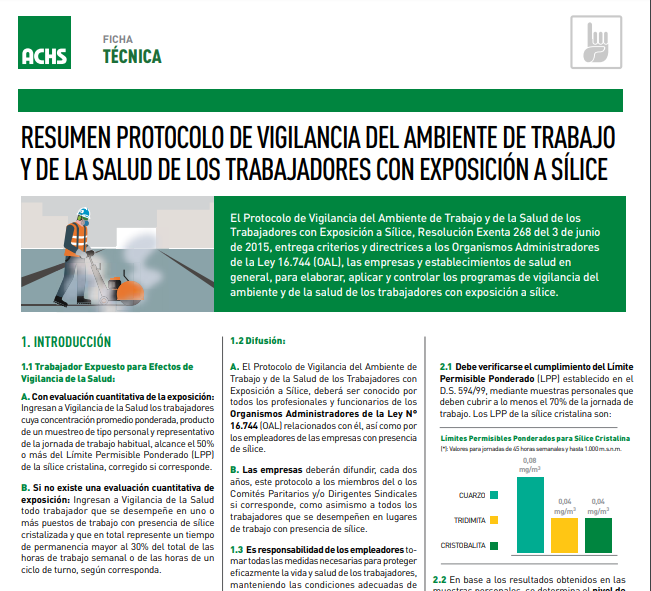 ACHS
FICHA
TÉCNICA
RESUMEN PROTOCOLO DE VIGILANCIA DEL AMBIENTE DE TRABAJO
Y DE LA SALUD DE LOS TRABAJADORES CON EXPOSICIÓN A SÍLICE
El Protocolo de Vigilancia del Ambiente de Trabajo y de la Salud de los
Trabajadores con Exposición a Sílice, Resolución Exenta 268 del 3 de junio
de 2015, entrega criterios y directrices a los Organismos Administradores
de la Ley 16.744 (OAL), las empresas y establecimientos de salud en
general, para elaborar, aplicar y controlar los programas de vigilancia del
ambiente y de la salud de los trabajadores con exposición a sílice.
1. INTRODUCCIÓN
1.1 Trabajador Expuesto para Efectos de
Vigilancia de la Salud:
A. Con evaluación cuantitativa de la exposición:
Ingresan a Vigilancia de la Salud los trabajadores
cuya concentración promedio ponderada, producto
de un muestreo de tipo personal y representativo
de la jornada de trabajo habitual, alcance el 50%
o más del Límite Permisible Ponderado (LPP)
de la sílice cristalina, corregido si corresponde.
B. Si no existe una evaluación cuantitativa de
exposición: Ingresan a Vigilancia de la Salud
todo trabajador que se desempeñe en uno o
más puestos de trabajo con presencia de sílice
cristalizada y que en total represente un tiempo
de permanencia mayor al 30% del total de las
horas de trabajo semanal o de las horas de un
ciclo de turno, según corresponda.
1.2 Difusión:
A. El Protocolo de Vigilancia del Ambiente de
Trabajo y de la Salud de los Trabajadores con
Exposición a Sílice, deberá ser conocido por
todos los profesionales y funcionarios de los
Organismos Administradores de la Ley N°
16.744 (OAL) relacionados con él, así como por
los empleadores de las empresas con presencia
de sílice.
B. Las empresas deberán difundir, cada dos
años, este protocolo a los miembros del o los
Comités Paritarios y/o Dirigentes Sindicales
si corresponde, como asimismo a todos los
trabajadores que se desempeñen en lugares
de trabajo con presencia de sílice.
1.3 Es responsabilidad de los empleadores to-
mar todas las medidas necesarias para proteger
eficazmente la vida y salud de los trabajadores,
manteniendo las condiciones adecuadas de
2.1 Debe verificarse el cumplimiento del Límite
Permisible Ponderado (LPP) establecido en el
D.S. 594/99, mediante muestras personales que
deben cubrir a lo menos el 70% de la jornada de
trabajo. Los LPP de la sílice cristalina son:
Límites Permisibles Ponderados para Sílice Cristalina
(*): Valores para jornadas de 45 horas semanales y hasta 1.000 m.s.n.m.
0,08
mg/m³
0,04
mg/m³
0,04
mg/m³
CUARZO
TRIDIMITA
CRISTOBALITA
2.2 En base a los resultados obtenidos en las
muestras personales, se determina el nivel de